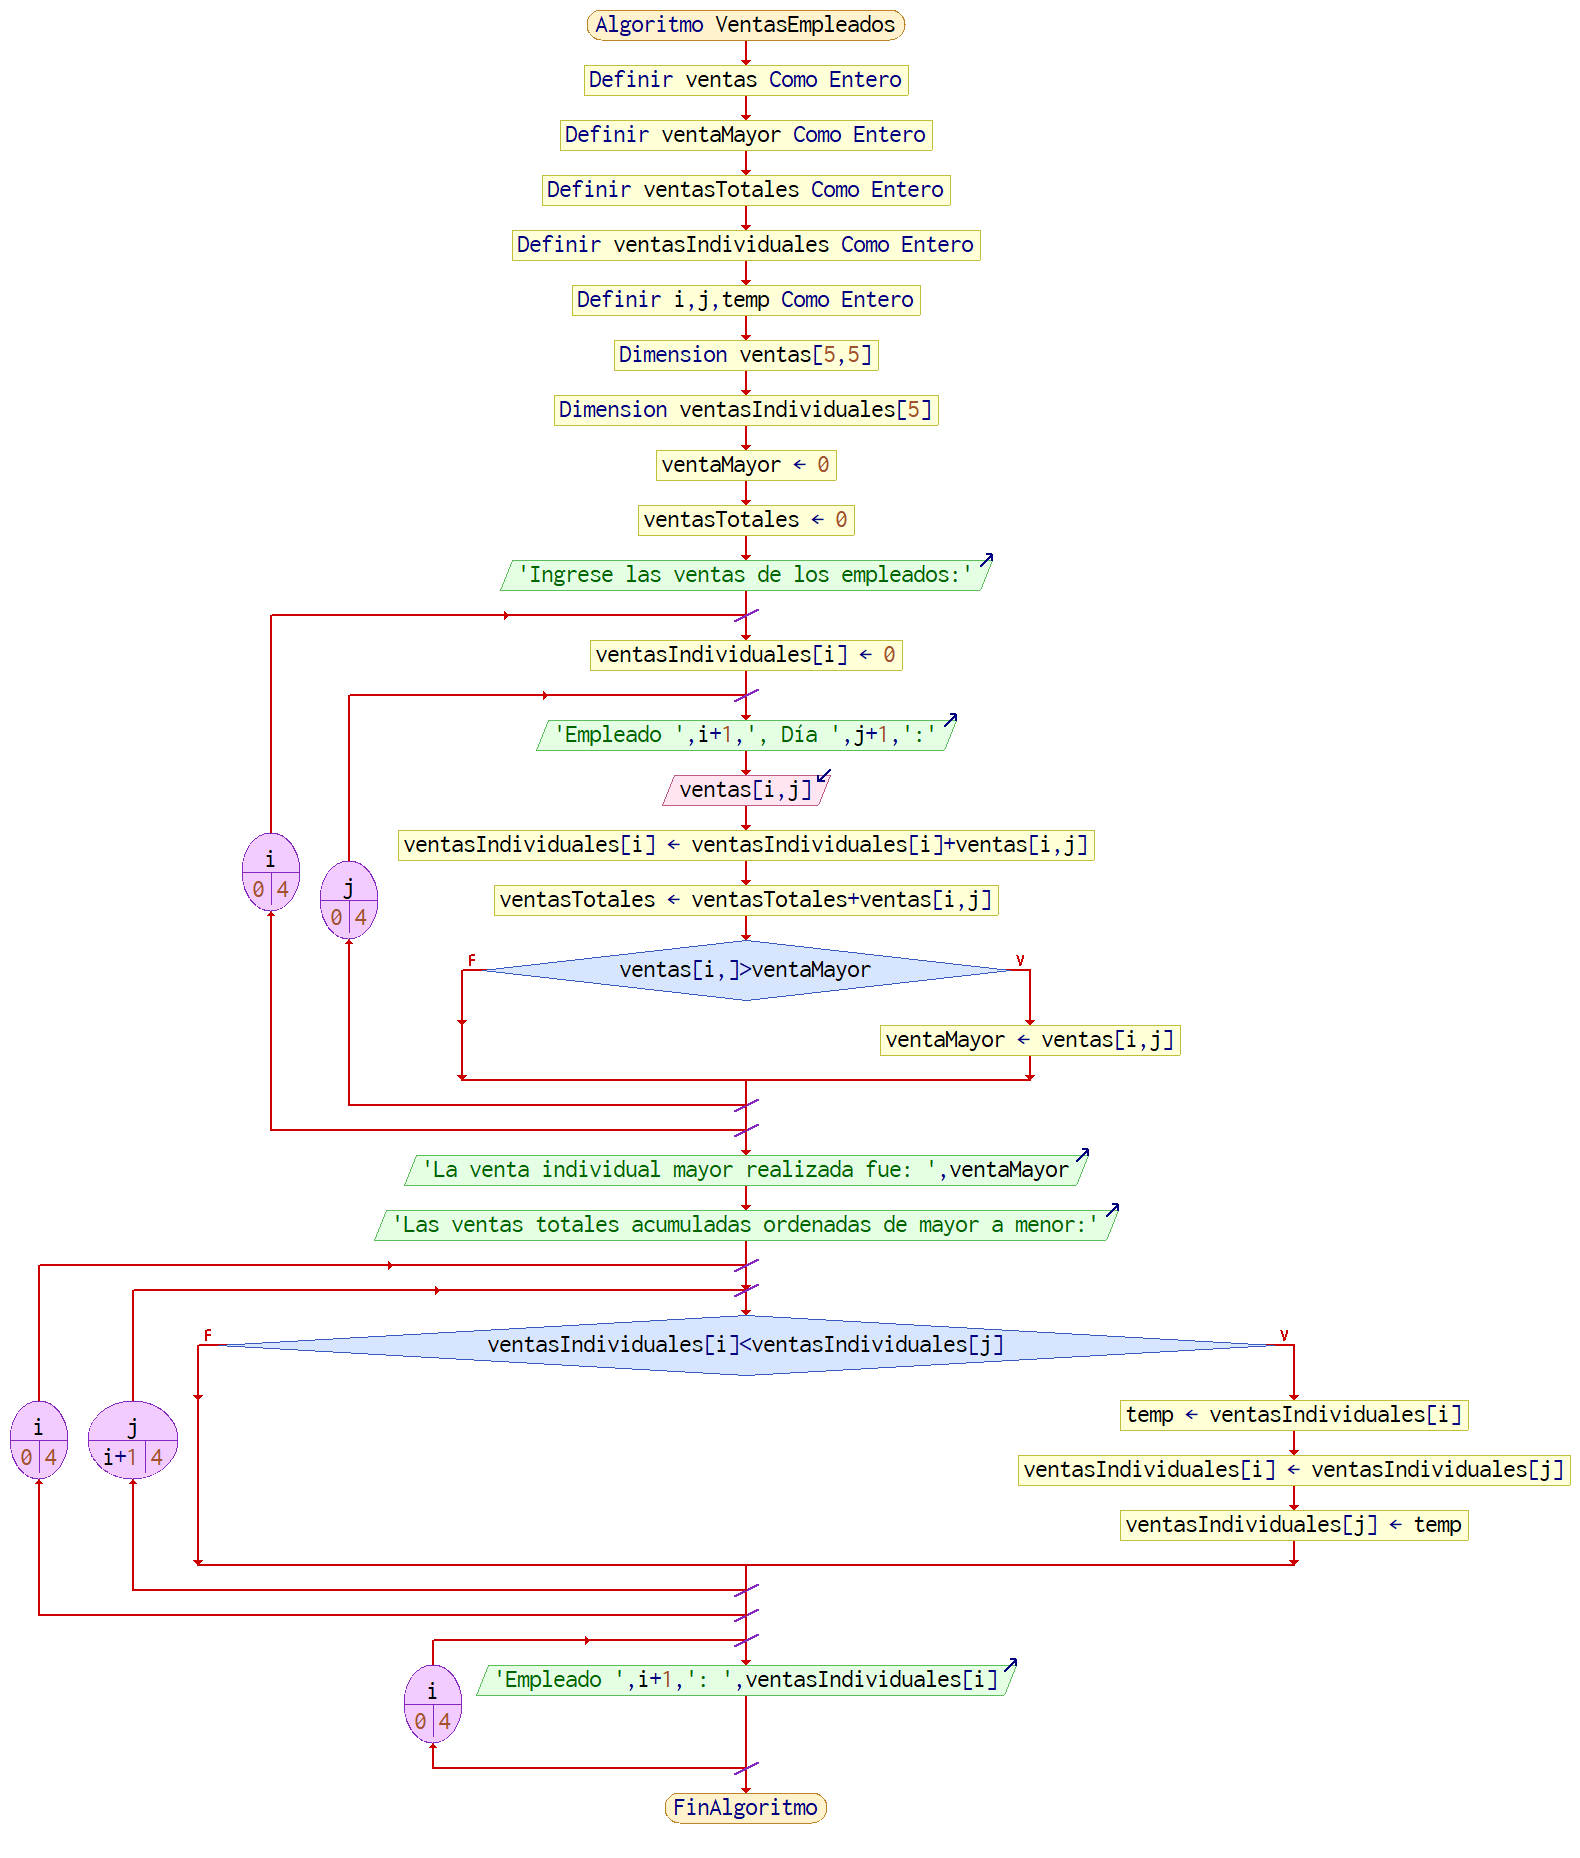 Algoritmo VentasEmpleados
Definir ventas Como Entero
Definir ventaMayor Como Entero
Definir ventasTotales Como Entero
Definir ventasIndividuales Como Entero
Definir i,j,temp Como Entero
Dimension ventas[5,5]
Dimension ventasIndividuales[5]
ventaMayor ← 0
ventasTotales ← 0
'Ingrese las ventas de los empleados:'
i
0 4
ventasIndividuales[i] ← 0
j
0 4
'Empleado ',i+1,', Día ',j+1,':'
ventas[i,j]
ventasIndividuales[i] ← ventasIndividuales[i]+ventas[i,j]
ventasTotales ← ventasTotales+ventas[i,j]
ventas[i,]>ventaMayor
F
V
ventaMayor ← ventas[i,j]
'La venta individual mayor realizada fue: ',ventaMayor
'Las ventas totales acumuladas ordenadas de mayor a menor:'
i
0 4
j
i+1 4
ventasIndividuales[i]<ventasIndividuales[j]
F
V
temp ← ventasIndividuales[i]
ventasIndividuales[i] ← ventasIndividuales[j]
ventasIndividuales[j] ← temp
i
0 4
'Empleado ',i+1,': ',ventasIndividuales[i]
FinAlgoritmo